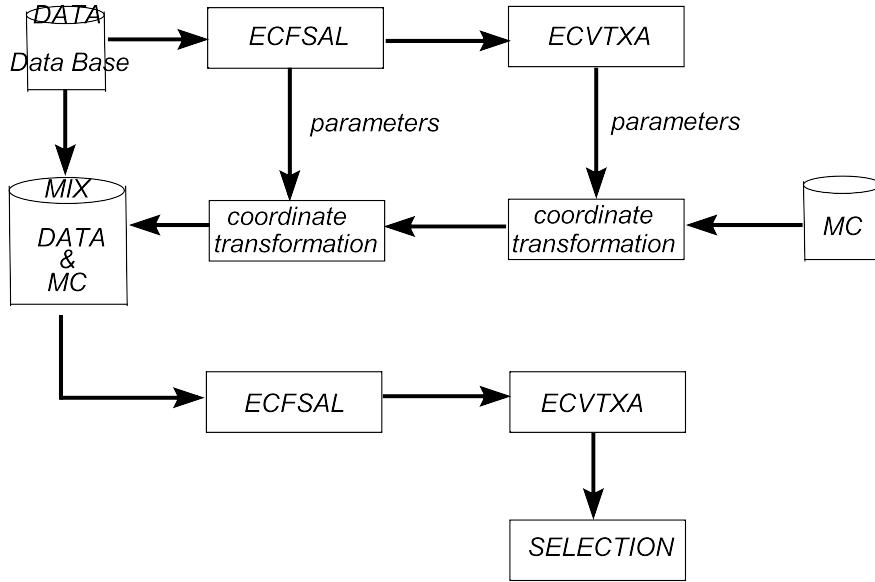 DATA
Data Base
ECFSAL
ECVTXA
parameters
parameters
MIX
DATA
&
MC
coordinate
transformation
coordinate
transformation
MC
ECFSAL
ECVTXA
SELECTION